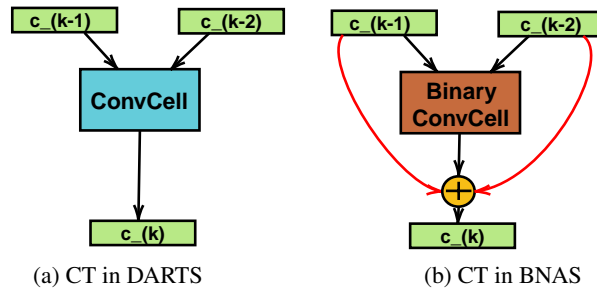 c_(k-1)
c_(k-2)
ConvCell
c_(k)
(a) CT in DARTS
c_(k-1)
c_(k-2)
Binary
ConvCell
c_(k)
(b) CT in BNAS